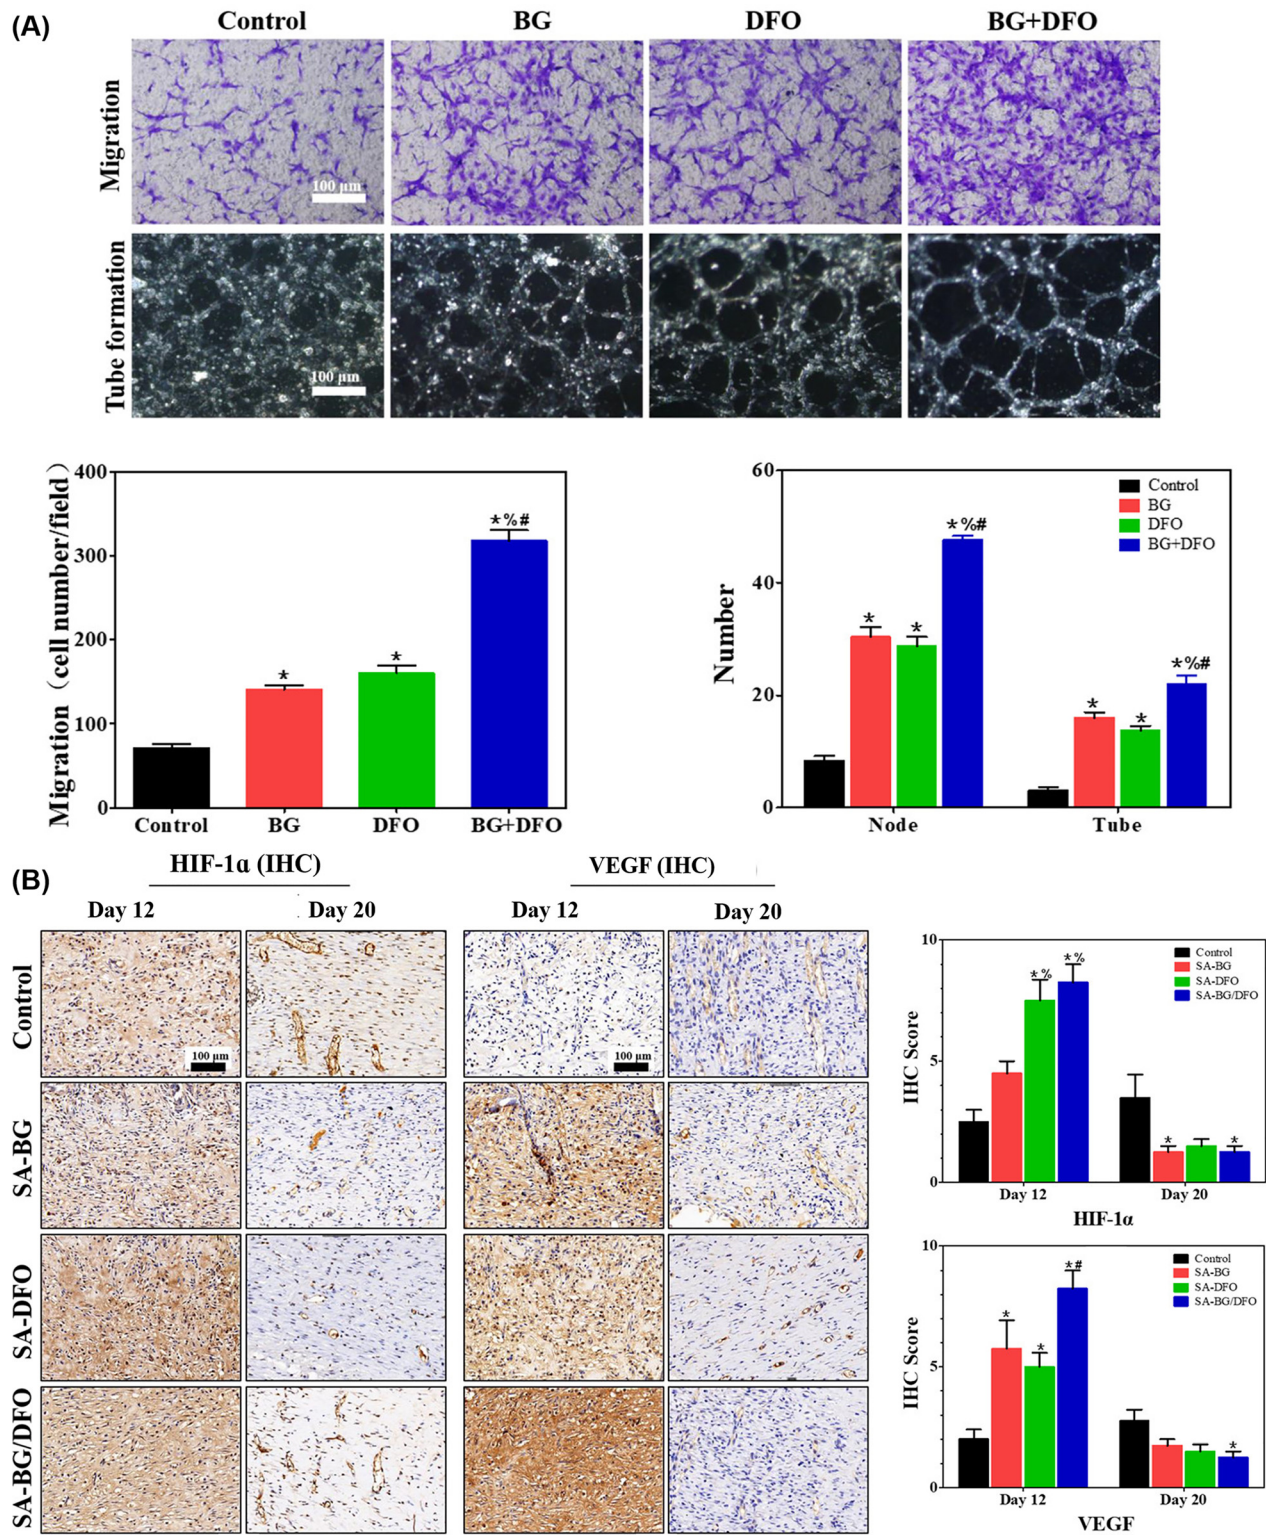 (A)
Control BG DFO BG+DFO
Migration
100 μm
Tube formation
100 μm
Migration (cell number/field)
400
300
200
100
0
*
*
*%#
Control BG DFO BG+DFO
Number
60
40
20
0
Control
BG
DFO
BG+DFO
*
*
*%#
*
*
*%#
Node Tube
(B)
HIF-1α (IHC) VEGF (IHC)
Day 12 Day 20 Day 12 Day 20
Control
100 μm 100 μm
SA-BG
SA-DFO
SA-BG/DFO
IHC Score
10
5
0
Control
SA-BG
SA-DFO
SA-BG/DFO
*%
*%
*
*
Day 12 Day 20
HIF-1α
IHC Score
10
5
0
Control
SA-BG
SA-DFO
SA-BG/DFO
*
*
*#
*
Day 12 Day 20
VEGF